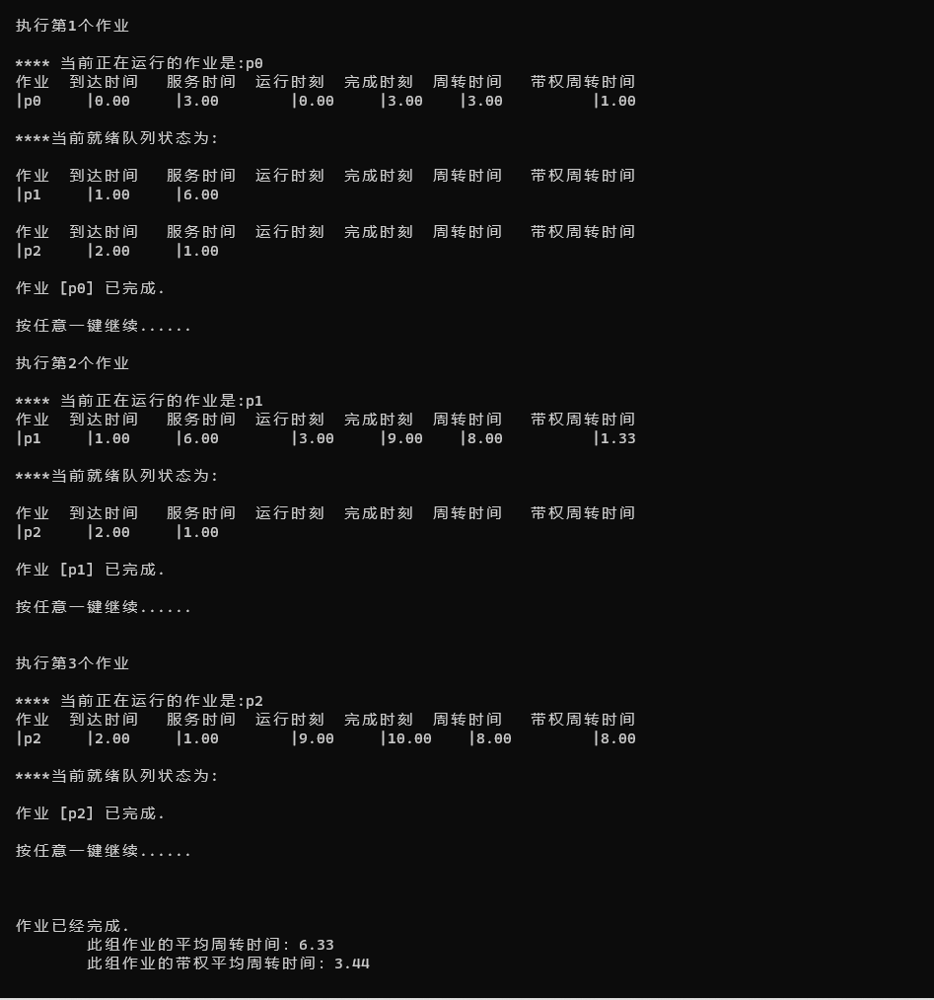 执行第1个作业
**** 当前正在运行的作业是:p0
作业 到达时间 服务时间 运行时刻 完成时刻 周转时间 带权周转时间
|p0 |0.00 |3.00 |0.00 |3.00 |3.00 |1.00
****当前就绪队列状态为:
作业 到达时间 服务时间 运行时刻 完成时刻 周转时间 带权周转时间
|p1 |1.00 |6.00
作业 到达时间 服务时间 运行时刻 完成时刻 周转时间 带权周转时间
|p2 |2.00 |1.00
作业 [p0] 已完成.
按任意一键继续......
执行第2个作业
**** 当前正在运行的作业是:p1
作业 到达时间 服务时间 运行时刻 完成时刻 周转时间 带权周转时间
|p1 |1.00 |6.00 |3.00 |9.00 |8.00 |1.33
****当前就绪队列状态为:
作业 到达时间 服务时间 运行时刻 完成时刻 周转时间 带权周转时间
|p2 |2.00 |1.00
作业 [p1] 已完成.
按任意一键继续......
执行第3个作业
**** 当前正在运行的作业是:p2
作业 到达时间 服务时间 运行时刻 完成时刻 周转时间 带权周转时间
|p2 |2.00 |1.00 |9.00 |10.00 |8.00 |8.00
****当前就绪队列状态为:
作业 [p2] 已完成.
按任意一键继续......
作业已经完成.
此组作业的平均周转时间: 6.33
此组作业的带权平均周转时间: 3.44